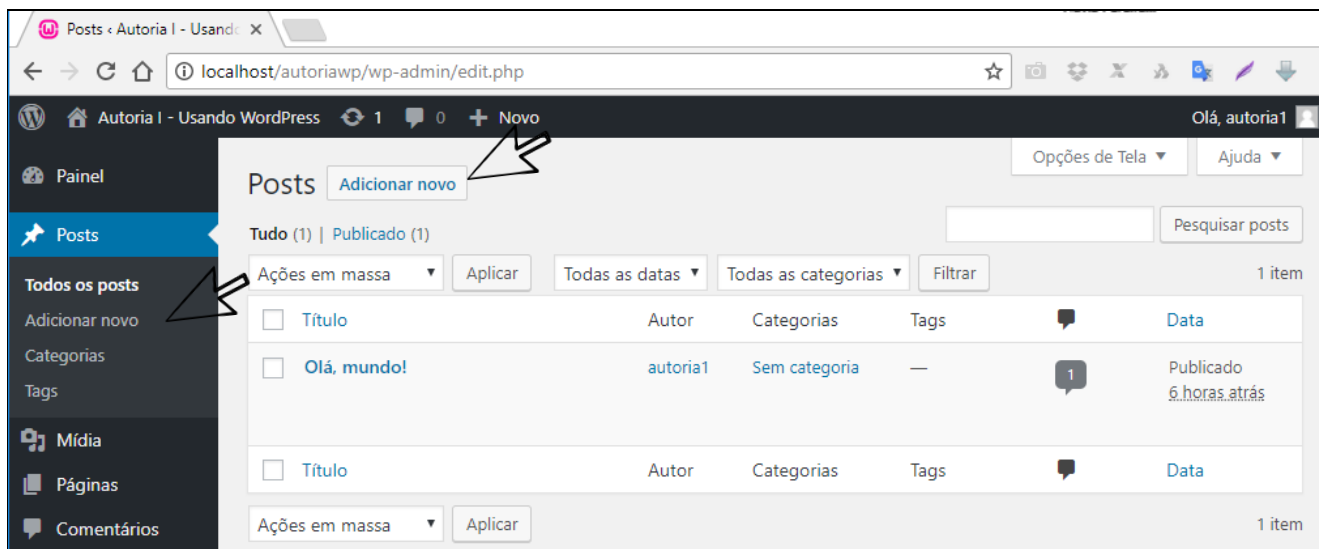 Posts ‹ Autoria I - Usando
localhost/autoriawp/wp-admin/edit.php
Autoria I - Usando WordPress 1 0 + Novo Olá, autoria1
Opções de Tela ▼ Ajuda ▼
Painel
Posts Adicionar novo
Posts
Tudo (1) | Publicado (1) Pesquisar posts
Ações em massa ▼ Aplicar Todas as datas ▼ Todas as categorias ▼ Filtrar 1 item
Todos os posts
Adicionar novo
Categorias
Tags
Título Autor Categorias Tags Data
Olá, mundo! autoria1 Sem categoria — 1 Publicado
6 horas atrás
Mídia
Páginas
Comentários
Título Autor Categorias Tags Data
Ações em massa ▼ Aplicar 1 item